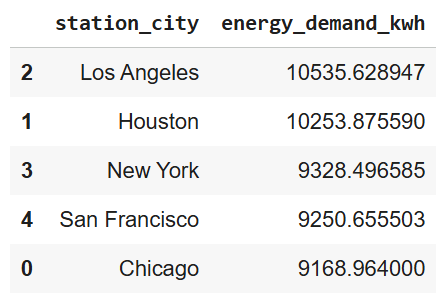 station_city energy_demand_kwh
2 Los Angeles 10535.628947
1 Houston 10253.875590
3 New York 9328.496585
4 San Francisco 9250.655503
0 Chicago 9168.964000